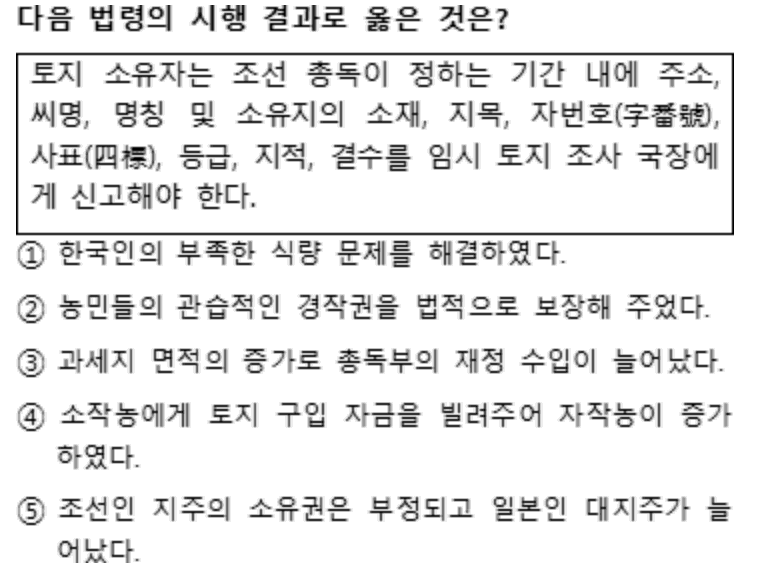 다음 법령의 시행 결과로 옳은 것은?
토지 소유자는 조선 총독이 정하는 기간 내에 주소,
씨명, 명칭 및 소유지의 소재, 지목, 자번호(字番號),
사표(四標), 등급, 지적, 결수를 임시 토지 조사 국장에
게 신고해야 한다.
① 한국인의 부족한 식량 문제를 해결하였다.
② 농민들의 관습적인 경작권을 법적으로 보장해 주었다.
③ 과세지 면적의 증가로 총독부의 재정 수입이 늘어났다.
④ 소작농에게 토지 구입 자금을 빌려주어 자작농이 증가
하였다.
⑤ 조선인 지주의 소유권은 부정되고 일본인 대지주가 늘
어났다.